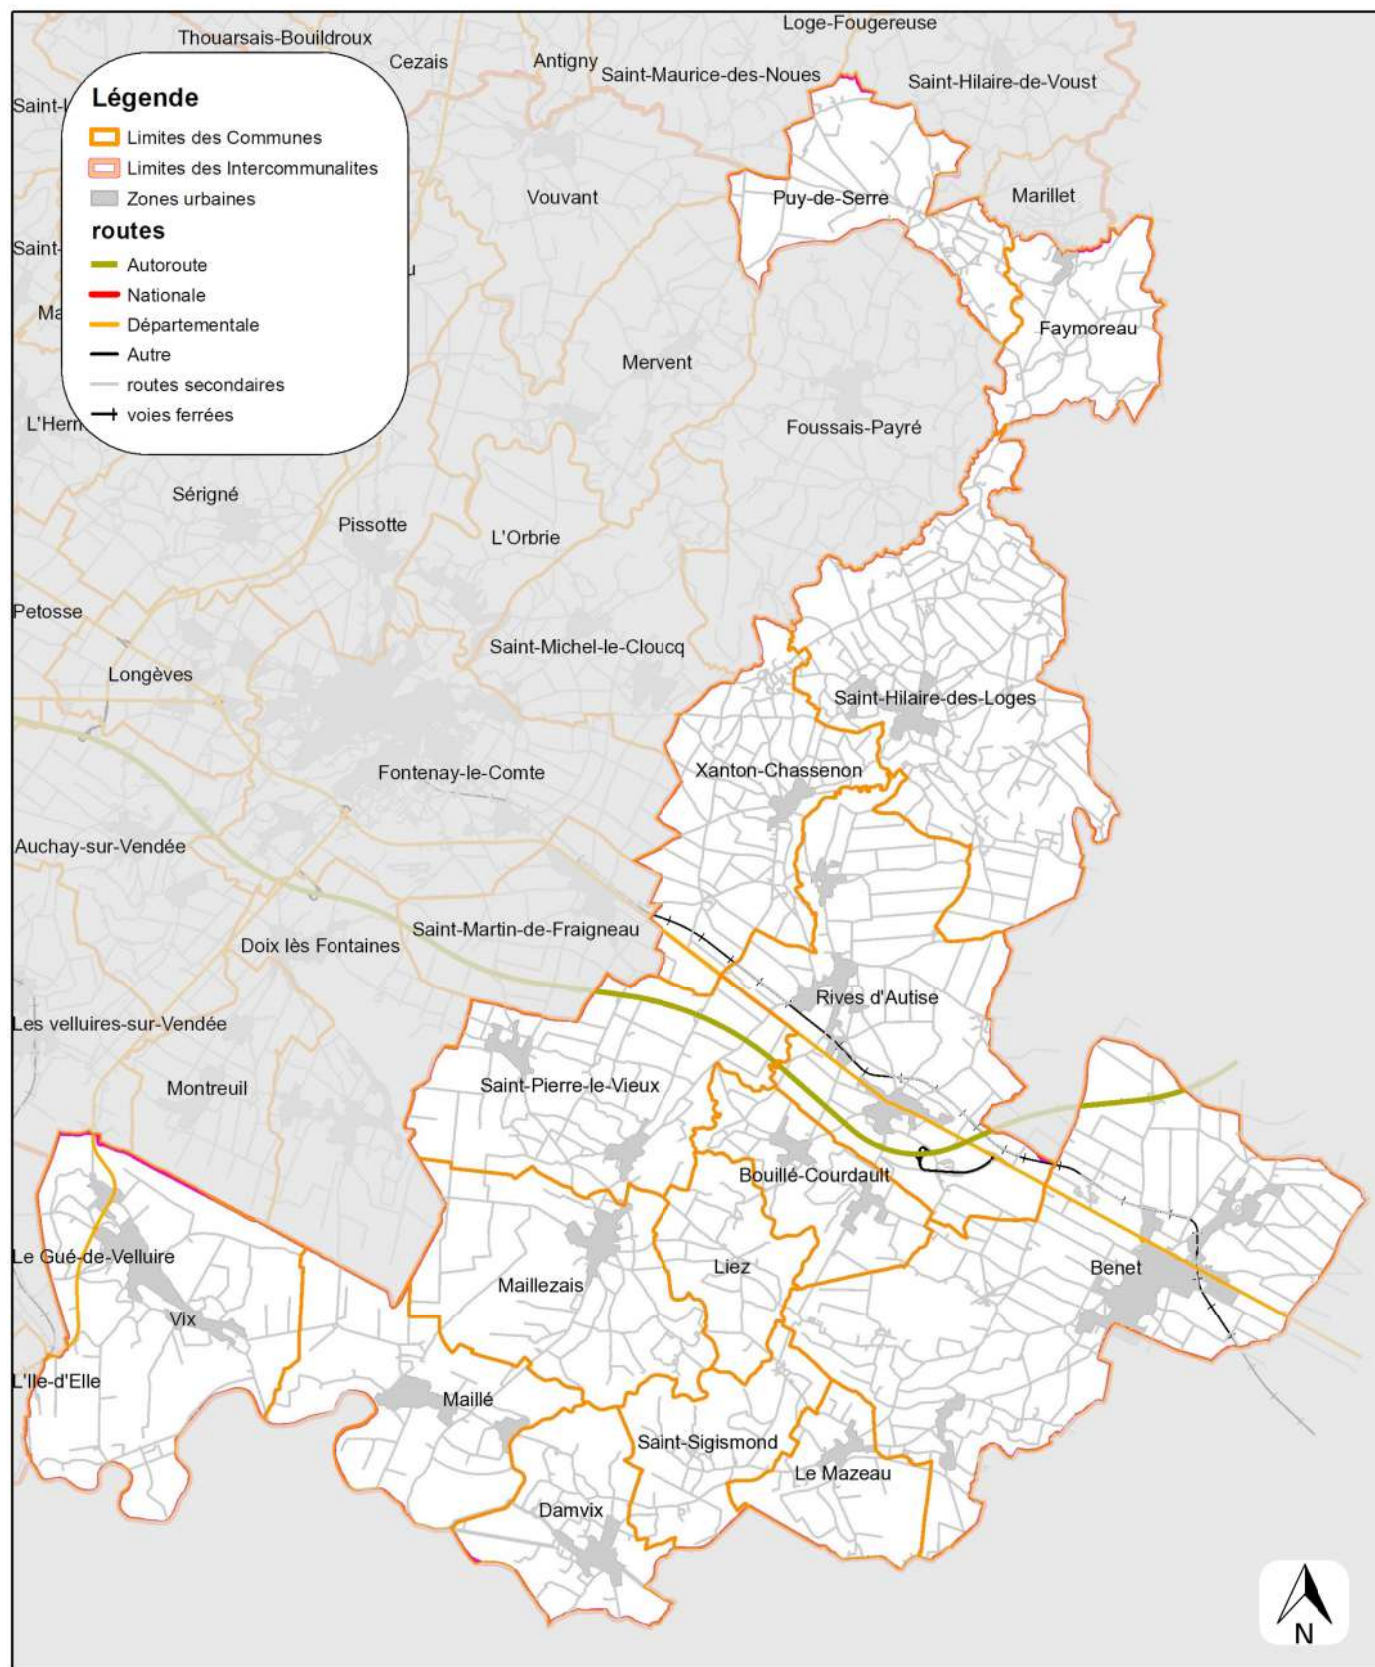 Loge-Fougereuse
Thouarsais-Bouildroux
Cezais
Antigny
Saint-Maurice-des-Noues
Saint-Hilaire-de-Voust
Légende
Limites des Communes
Limites des Intercommunalites
Zones urbaines
routes
Autoroute
Nationale
Départementale
Autre
routes secondaires
voies ferrées
Vouvant
Puy-de-Serre
Marillet
Faymoreau
Mervent
Foussais-Payré
Sérigné
Pissotte
L'Orbrie
Petosse
Saint-Michel-le-Cloucq
Longèves
Saint-Hilaire-des-Loges
Fontenay-le-Comte
Xanton-Chassenon
Auchay-sur-Vendée
Saint-Martin-de-Fraigneau
Doix lès Fontaines
Rives d'Autise
Les velluires-sur-Vendée
Montreuil
Saint-Pierre-le-Vieux
Bouillé-Courdault
Le Gué-de-Velluire
Liez
Benet
Maillezais
Vix
L'Ile-d'Elle
Maillé
Saint-Sigismond
Le Mazeau
Damvix
N